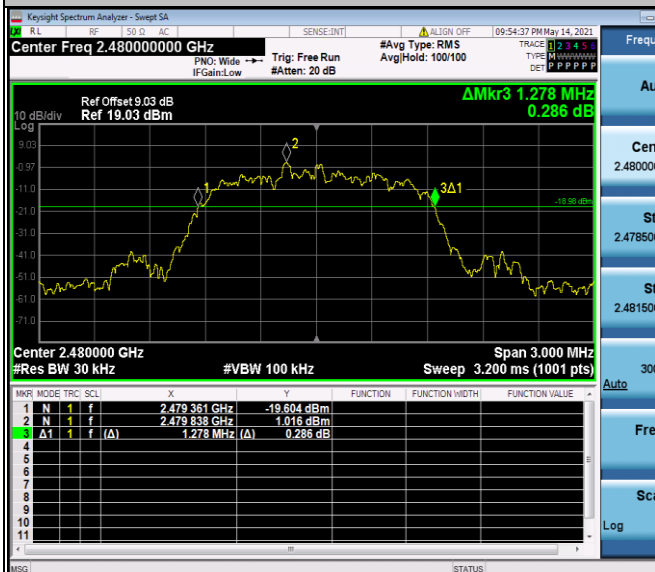 Keysight Spectrum Analyzer - Swept SA
RL RF 50 Ω AC SENSE:INT ALIGN OFF 09:54:37 PM May 14, 2021
Center Freq 2.480000000 GHz
PNO: Wide
IFGain:Low
Trig: Free Run
#Atten: 20 dB
#Avg Type: RMS
Avg|Hold: 100/100
TRACE 1 2 3 4 5 6
TYPE M W W W W W
DET P P P P P P
Ref Offset 9.03 dB
Ref 19.03 dBm
10 dB/div
Log
ΔMkr3 1.278 MHz
0.286 dB
9.03
-0.97
-11.0
-21.0
-31.0
-41.0
-51.0
-61.0
-71.0
1
2
3Δ1
-18.98 dBm
Center 2.480000 GHz
#Res BW 30 kHz
#VBW 100 kHz
Span 3.000 MHz
Sweep 3.200 ms (1001 pts)
MKR MODE TRC SCL X Y FUNCTION FUNCTION WIDTH FUNCTION VALUE
1 N 1 f 2.479 361 GHz -19.604 dBm
2 N 1 f 2.479 838 GHz 1.016 dBm
3 Δ1 1 f (Δ) 1.278 MHz (Δ) 0.286 dB
4
5
6
7
8
9
10
11
MSG
STATUS
Frequ
Au
Cen
2.48000
St
2.47850
St
2.48150
300
Auto
Fre
Sca
Log